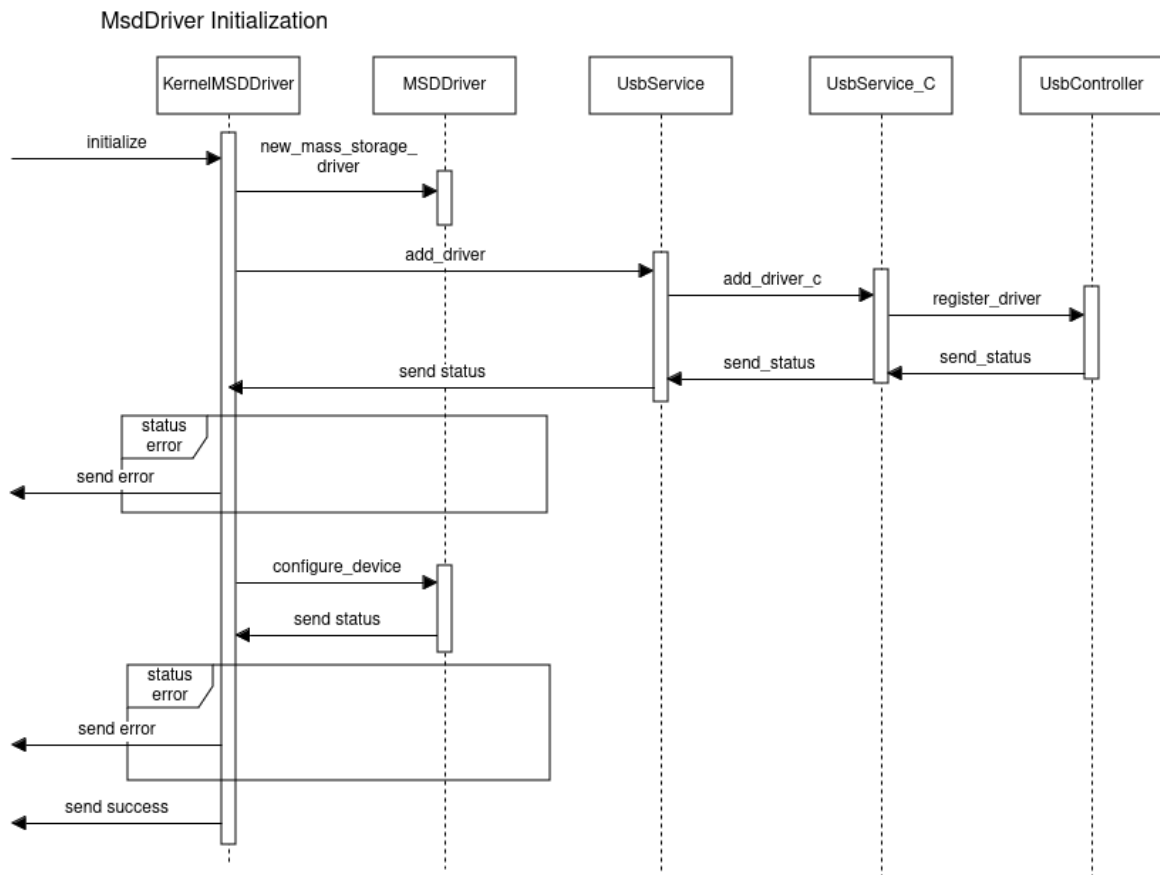 MsdDriver Initialization
KernelMSDDriver
MSDDriver
UsbService
UsbService_C
UsbController
initialize
new_mass_storage_
driver
add_driver
add_driver_c
register_driver
send_status
send_status
send status
status
error
send error
configure_device
send status
status
error
send error
send success